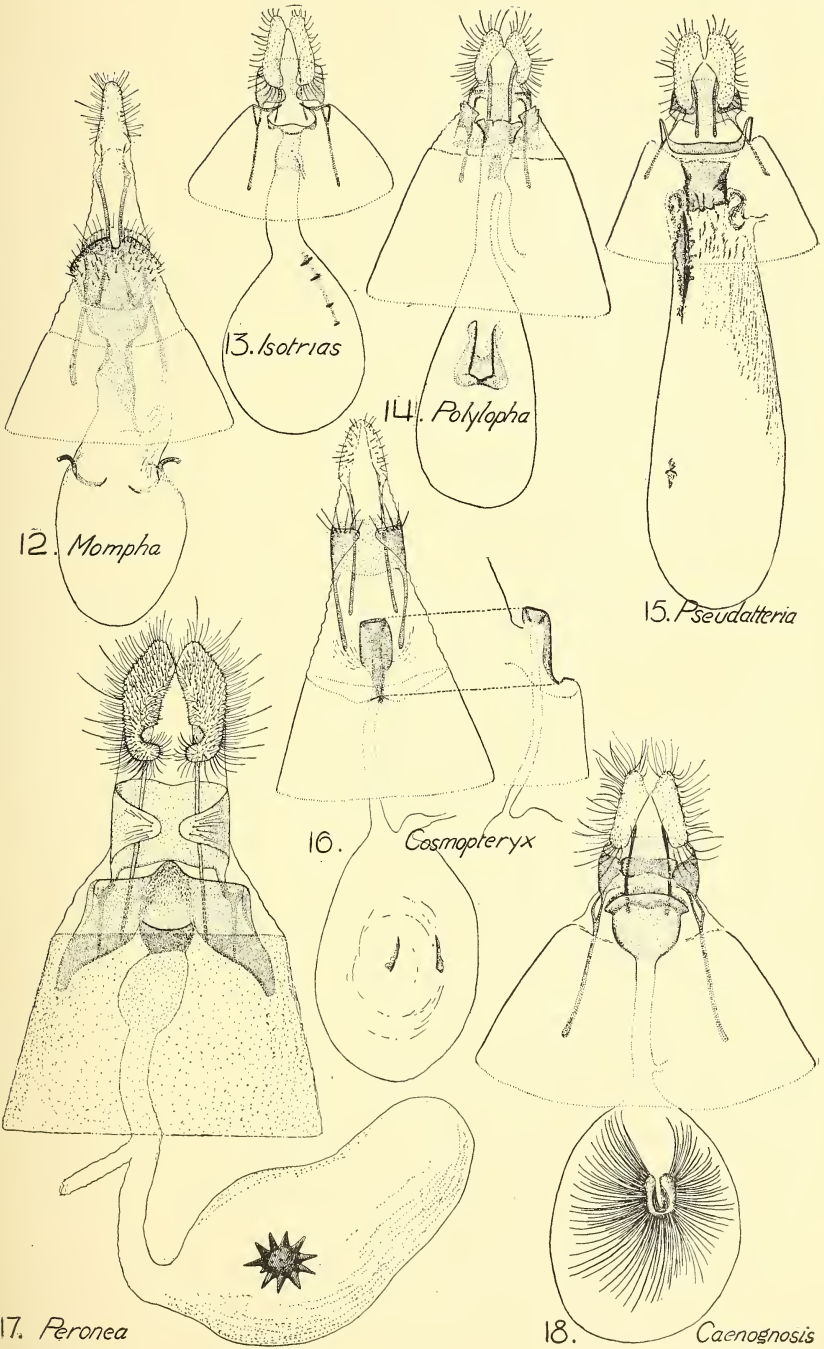 13. Isotrias
14. Polylopha
12. Mompha
15. Pseudatteria
16. Cosmopteryx
17. Peronea
18. Caenognosis